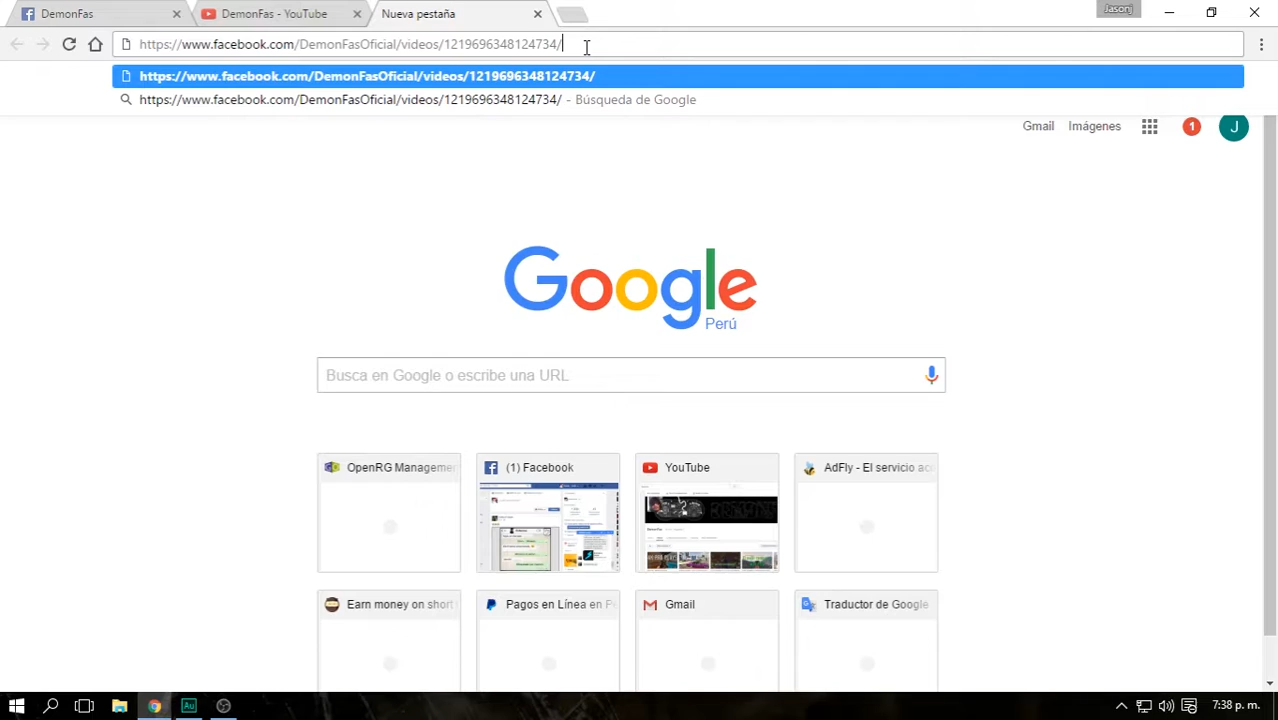 DemonFas
DemonFas - YouTube
Nueva pestaña
Jasonj
https://www.facebook.com/DemonFasOficial/videos/1219696348124734/
https://www.facebook.com/DemonFasOficial/videos/1219696348124734/
https://www.facebook.com/DemonFasOficial/videos/1219696348124734/ - Búsqueda de Google
Gmail Imágenes 1 J
Google
Perú
Busca en Google o escribe una URL
OpenRG Manageme
(1) Facebook
YouTube
AdFly - El servicio ac
Earn money on short
Pagos en Línea en P
Gmail
Traductor de Google
Au
7:38 p. m.